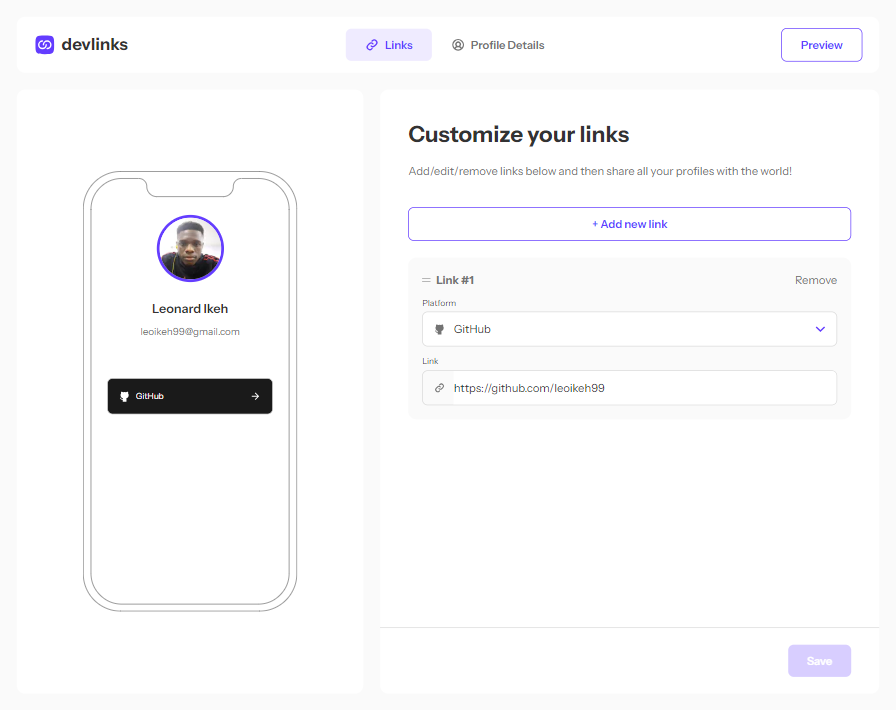 devlinks
Links
Profile Details
Preview
Leonard Ikeh
leoikeh99@gmail.com
GitHub
Customize your links
Add/edit/remove links below and then share all your profiles with the world!
+ Add new link
Link #1
Remove
Platform
GitHub
Link
https://github.com/leoikeh99
Save